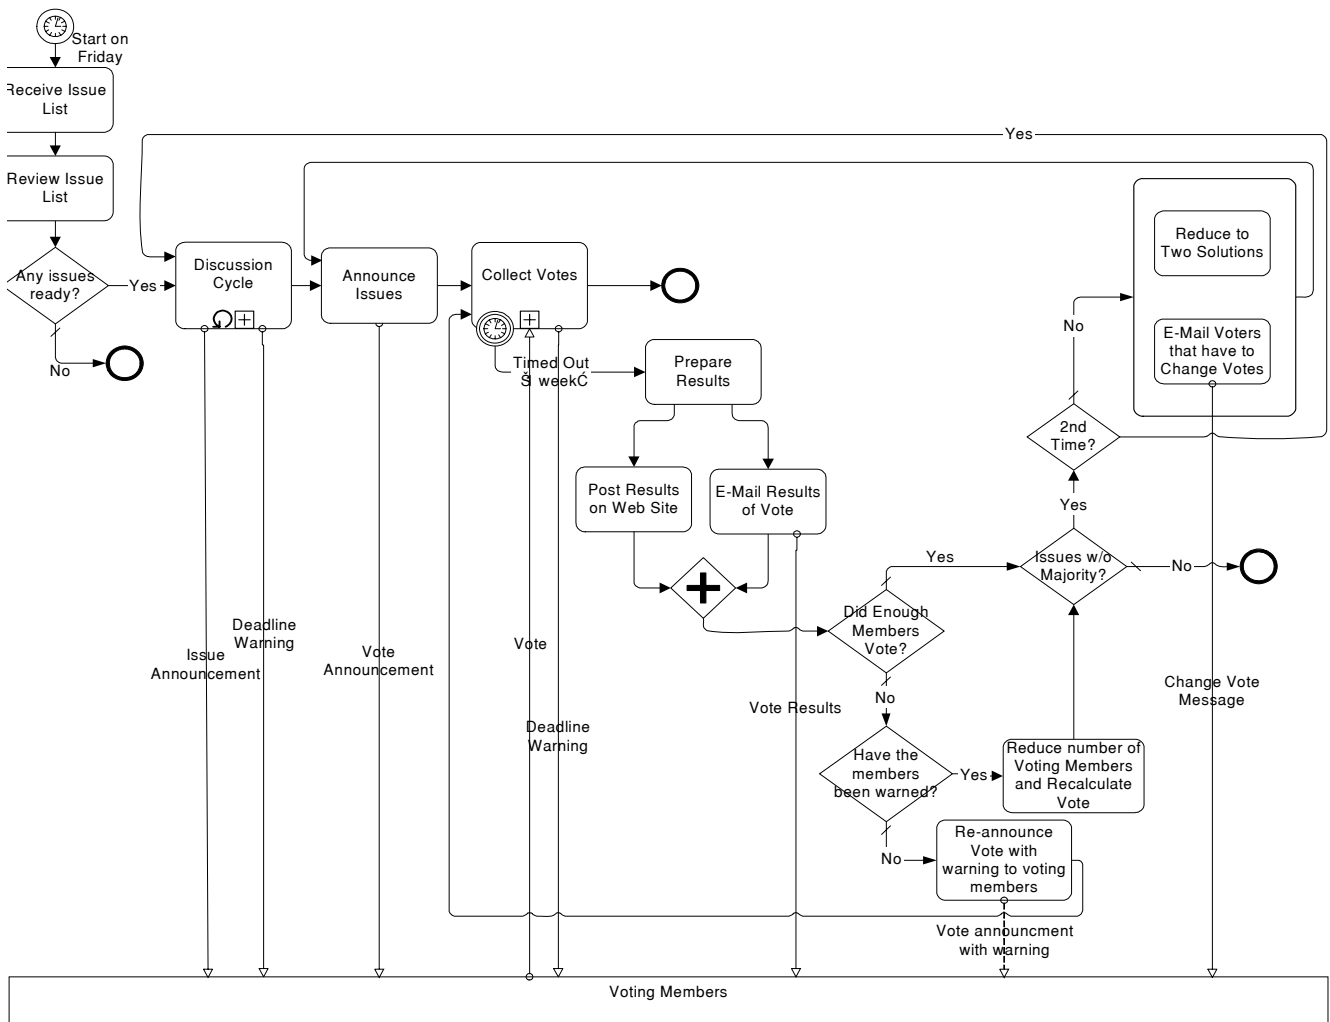 Start on
Friday
Receive Issue
List
Review Issue
List
Any issues
ready?
Yes
No
Discussion
Cycle
Announce
Issues
Collect Votes
Timed Out
Š weekĆ
Prepare
Results
Post Results
on Web Site
E-Mail Results
of Vote
Did Enough
Members
Vote?
Yes
No
Have the
members
been warned?
Yes
No
Reduce number of
Voting Members
and Recalculate
Vote
Re-announce
Vote with
warning to voting
members
Issues w/o
Majority?
Yes
No
2nd
Time?
No
Yes
Reduce to
Two Solutions
E-Mail Voters
that have to
Change Votes
Issue
Announcement
Deadline
Warning
Vote
Announcement
Vote
Deadline
Warning
Vote Results
Vote announcment
with warning
Change Vote
Message
Voting Members